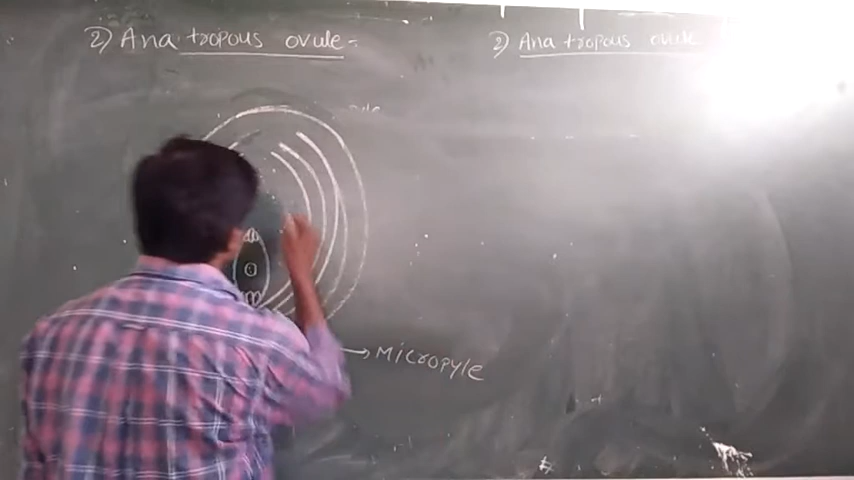 2) Ana tropous ovule -
2) Ana tropous ovule
→ Micropyle